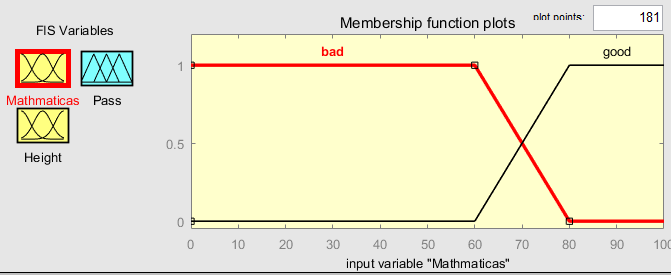 FIS Variables
Mathmaticas
Pass
Height
Membership function plots
plot points:
181
bad
good
1
0.5
0
0 10 20 30 40 50 60 70 80 90 100
input variable "Mathmaticas"